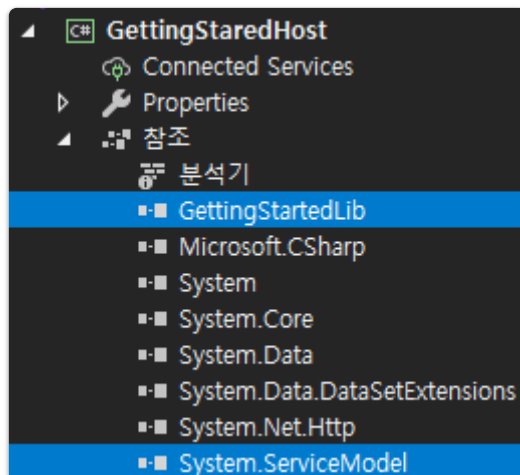 C# GettingStaredHost
Connected Services
Properties
참조
분석기
GettingStartedLib
Microsoft.CSharp
System
System.Core
System.Data
System.Data.DataSetExtensions
System.Net.Http
System.ServiceModel